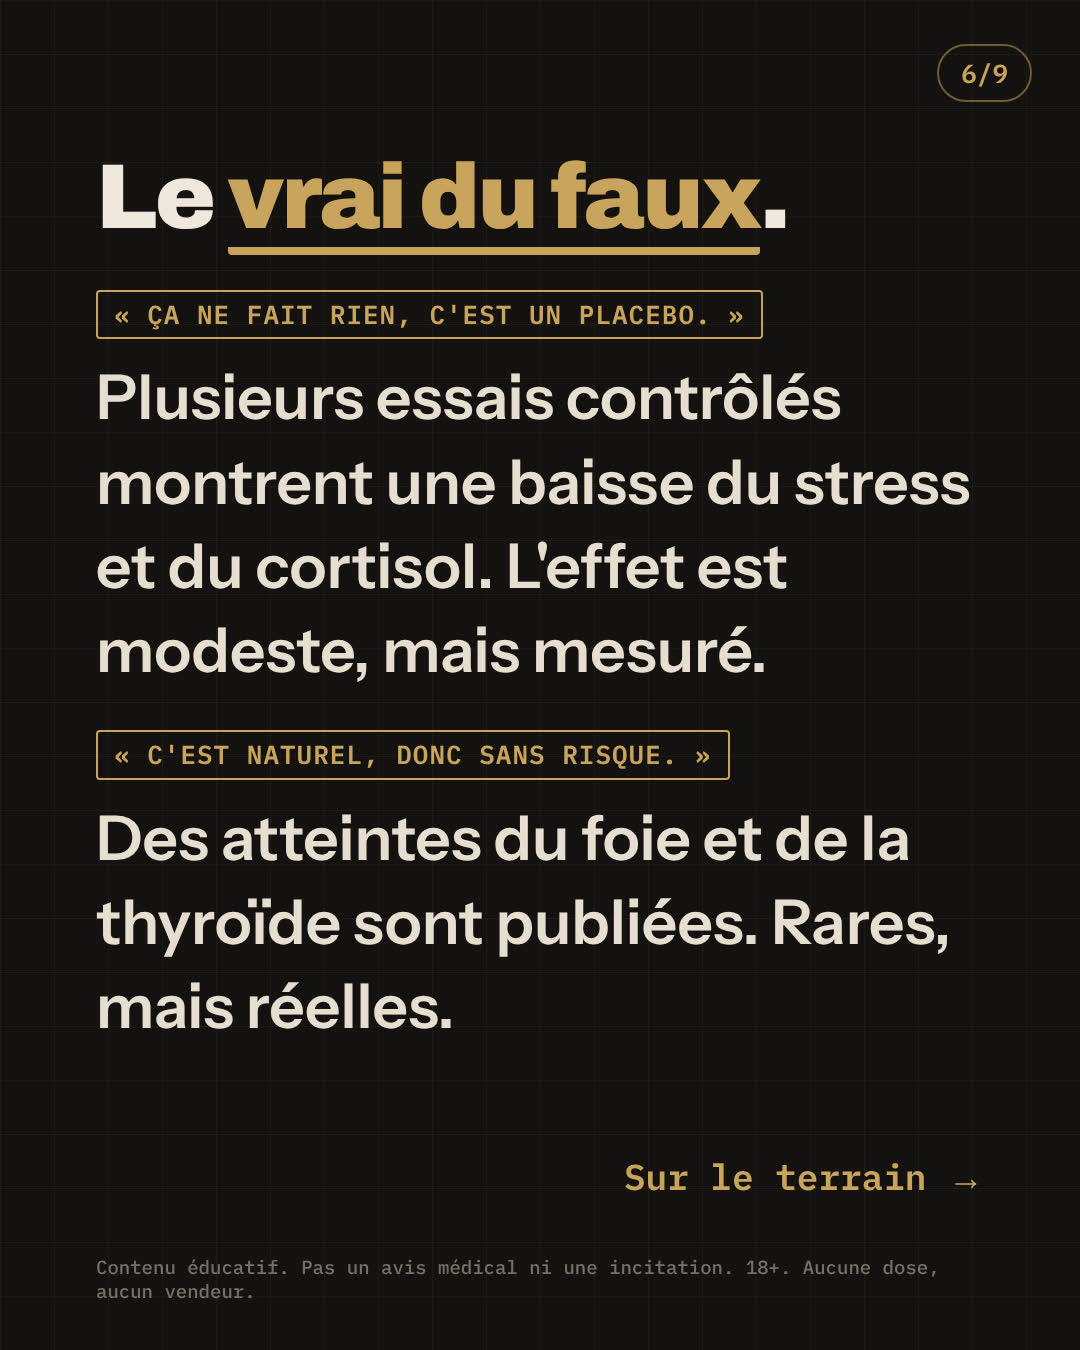 6/9
Le vrai du faux.
« ÇA NE FAIT RIEN, C'EST UN PLACEBO. »
Plusieurs essais contrôlés
montrent une baisse du stress
et du cortisol. L'effet est
modeste, mais mesuré.
« C'EST NATUREL, DONC SANS RISQUE. »
Des atteintes du foie et de la
thyroïde sont publiées. Rares,
mais réelles.
Sur le terrain →
Contenu éducatif. Pas un avis médical ni une incitation. 18+. Aucune dose,
aucun vendeur.